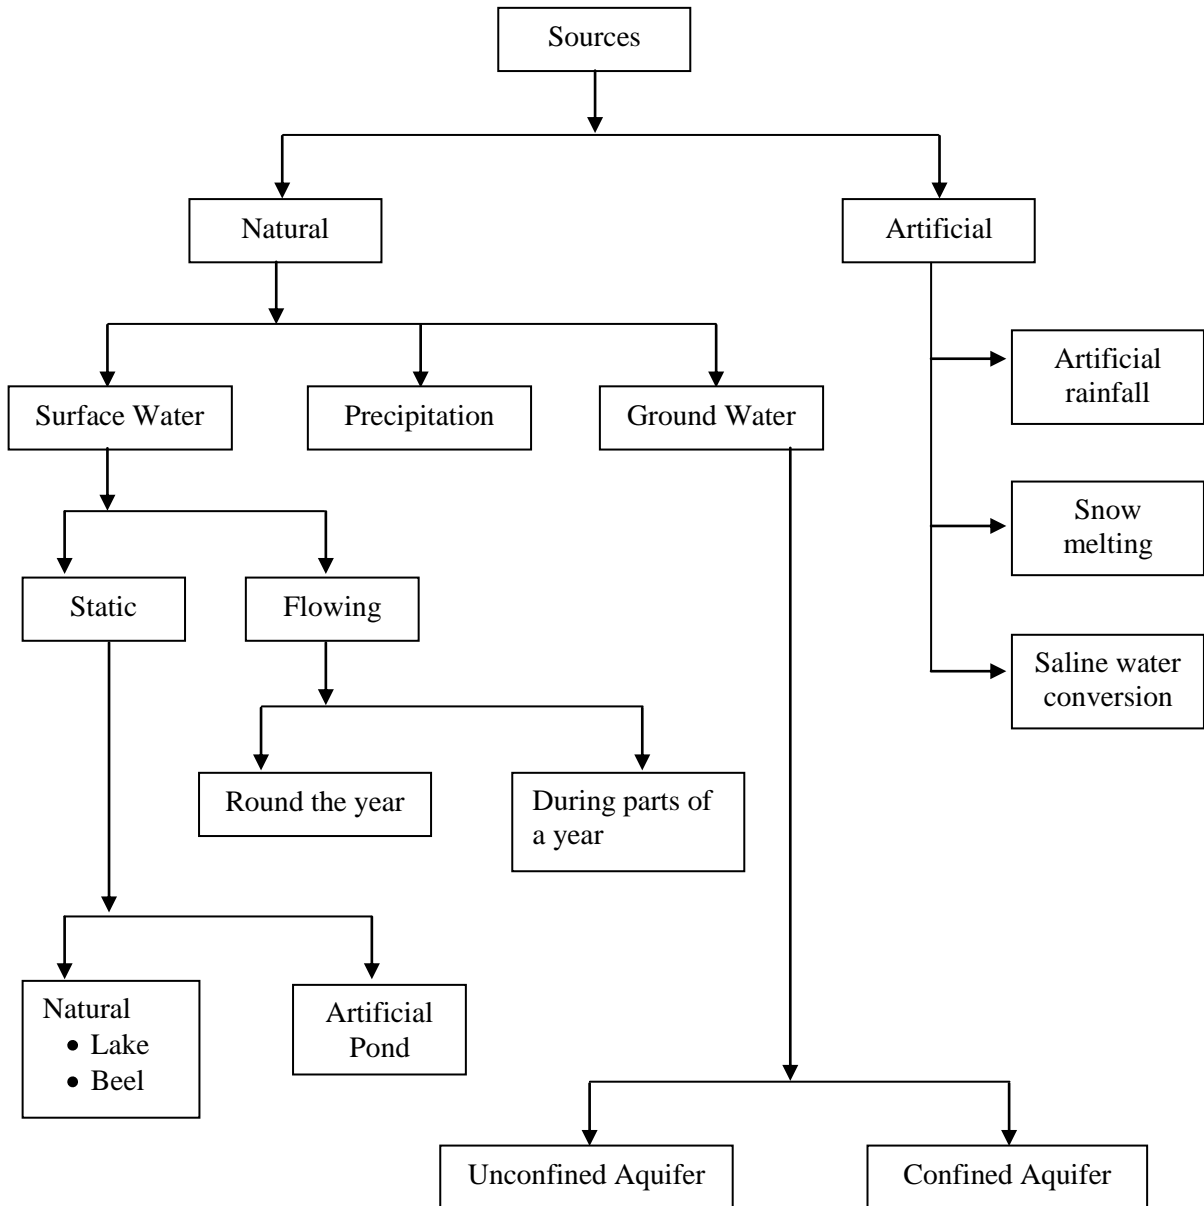 Sources
Natural
Artificial
Artificial
rainfall
Surface Water
Precipitation
Ground Water
Snow
melting
Static
Flowing
Saline water
conversion
Round the year
During parts of
a year
Natural
• Lake
• Beel
Artificial
Pond
Unconfined Aquifer
Confined Aquifer